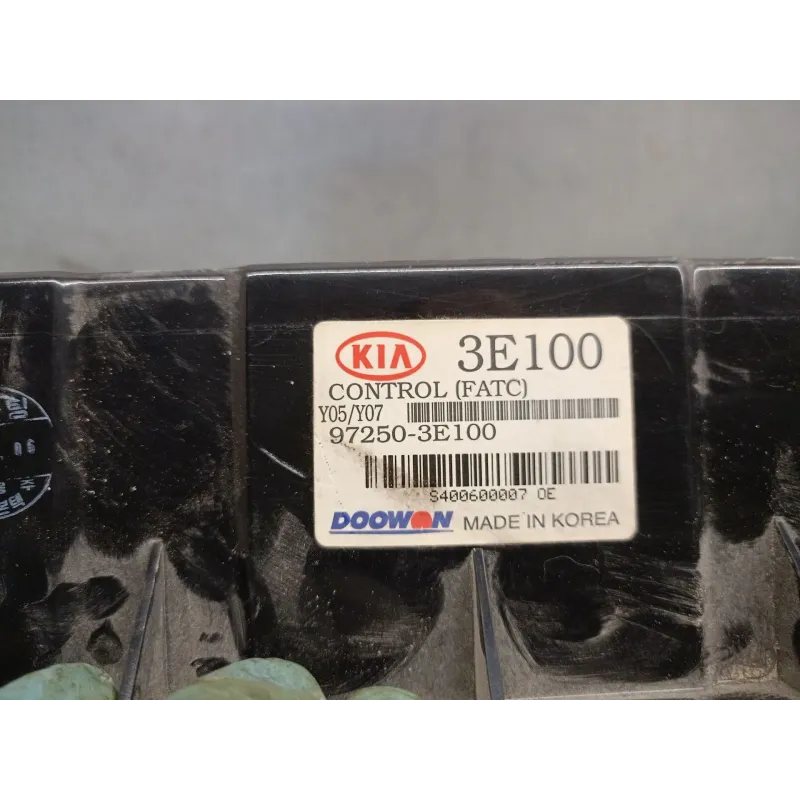 KIA 3E100
CONTROL (FATC)
Y05/Y07
97250-3E100
S400600007 0E
DOOWON MADE IN KOREA